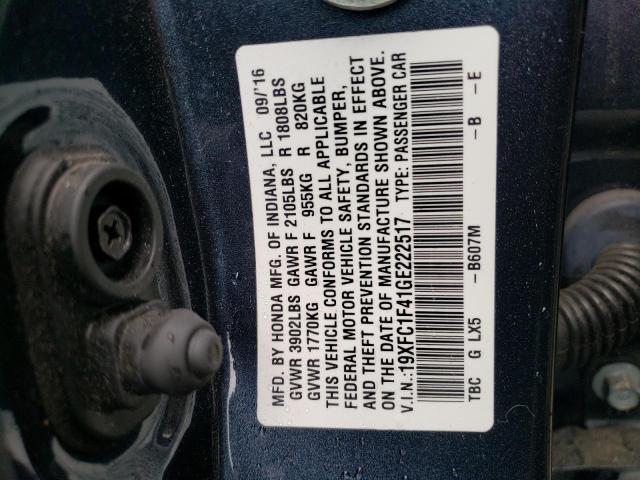 MFD. BY HONDA MFG. OF INDIANA, LLC 09/'16
GVWR 3902LBS GAWR F 2105LBS R 1808LBS
GVWR 1770KG GAWR F 955KG R 820KG
THIS VEHICLE CONFORMS TO ALL APPLICABLE
FEDERAL MOTOR VEHICLE SAFETY, BUMPER,
AND THEFT PREVENTION STANDARDS IN EFFECT
ON THE DATE OF MANUFACTURE SHOWN ABOVE.
V.I.N.:19XFC1F41GE222517 TYPE: PASSENGER CAR
TBC G LX5 -B607M -B -E